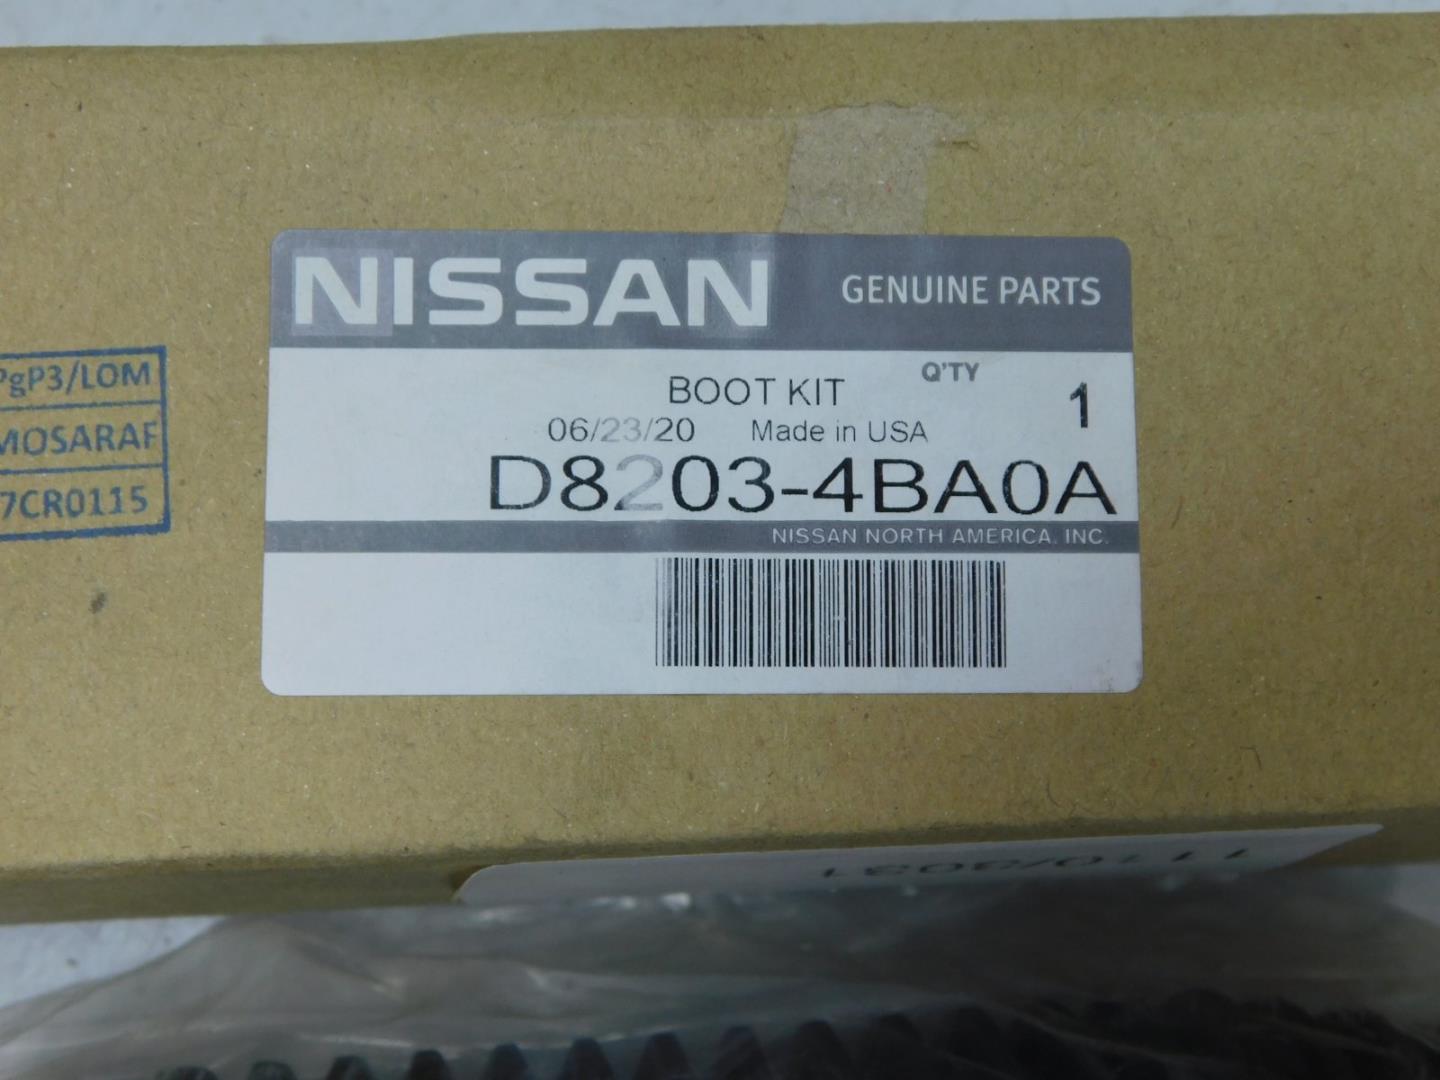 NISSAN GENUINE PARTS
BOOT KIT Q'TY 1
06/23/20 Made in USA
D8203-4BA0A
NISSAN NORTH AMERICA, INC.
PgP3/LOM
MOSARAF
7CR0115